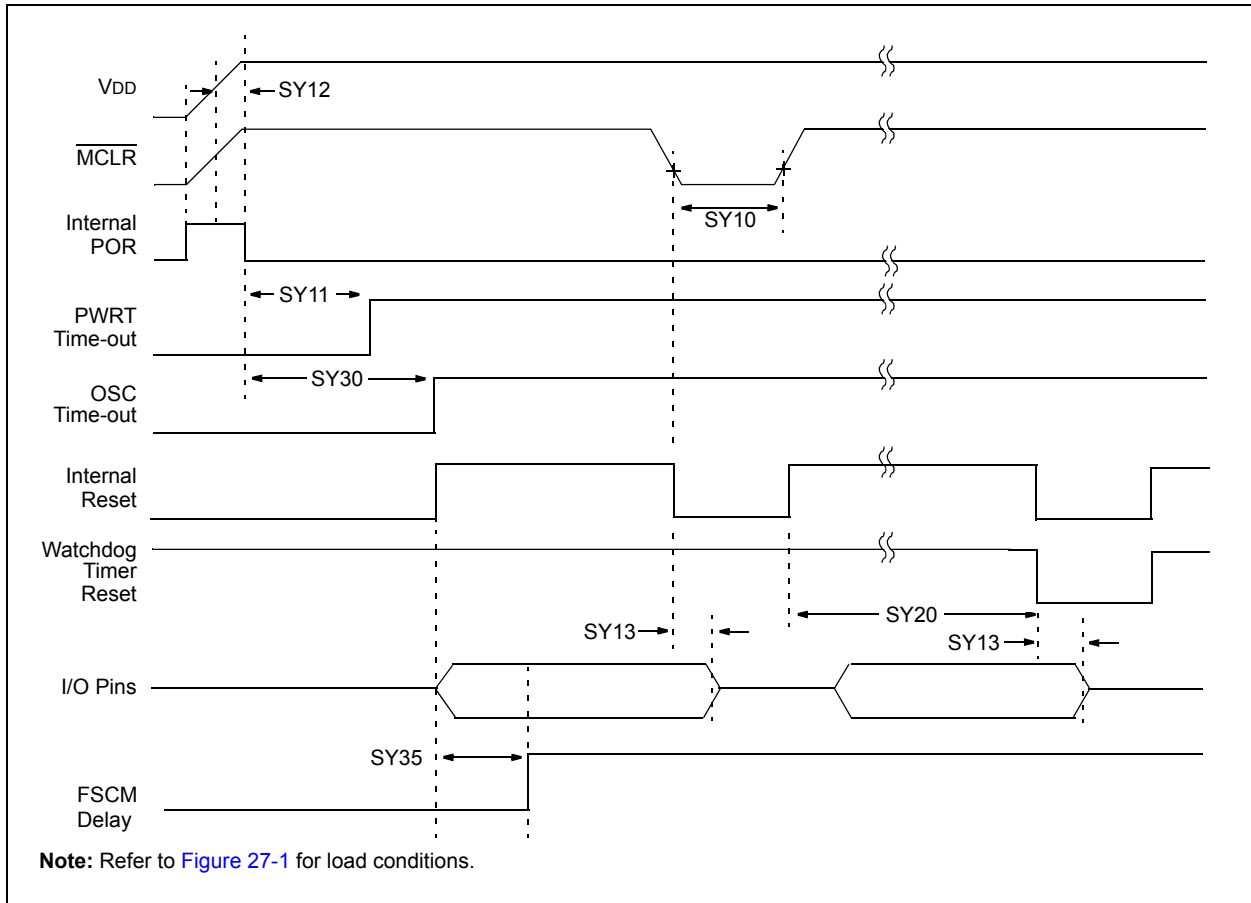 VDD
SY12
MCLR
SY10
Internal
POR
SY11
PWRT
Time-out
SY30
OSC
Time-out
Internal
Reset
Watchdog
Timer
Reset
SY20
SY13
SY13
I/O Pins
SY35
FSCM
Delay
Note: Refer to Figure 27-1 for load conditions.